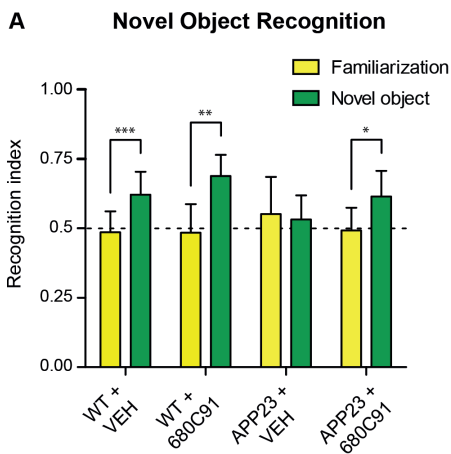 A
Novel Object Recognition
Familiarization
Novel object
Recognition index
1.00
0.75
0.5
0.25
0.00
***
**
*
WT +
VEH
WT +
680C91
APP23 +
VEH
APP23 +
680C91